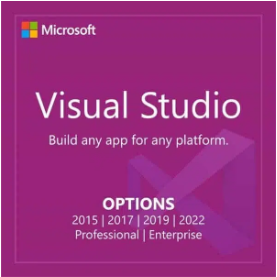 Microsoft
Visual Studio
Build any app for any platform.
OPTIONS
2015 | 2017 | 2019 | 2022
Professional | Enterprise